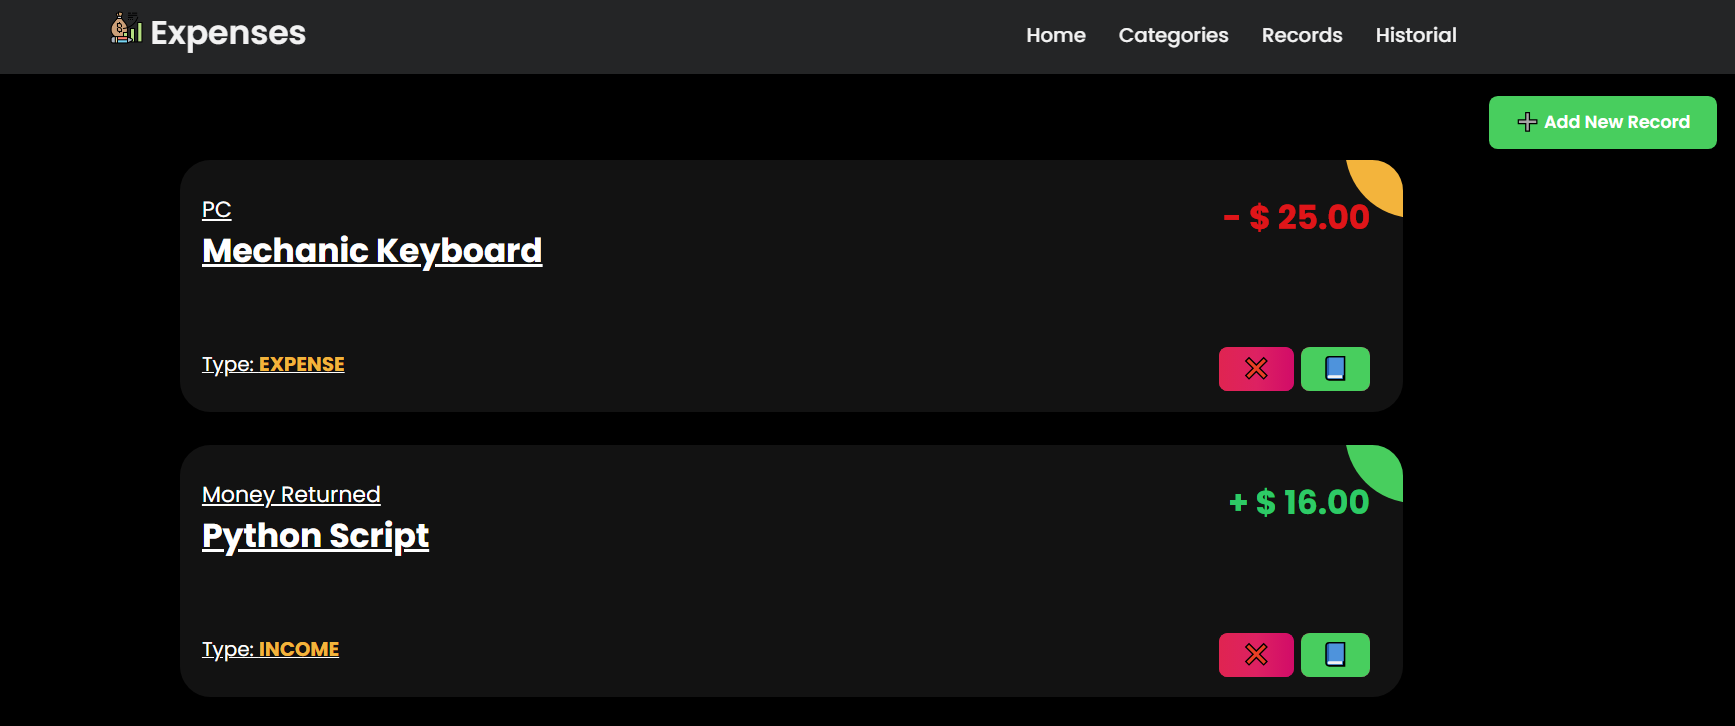 Expenses
Home Categories Records Historial
Add New Record
PC
- $ 25.00
Mechanic Keyboard
Type: EXPENSE
Money Returned
+ $ 16.00
Python Script
Type: INCOME